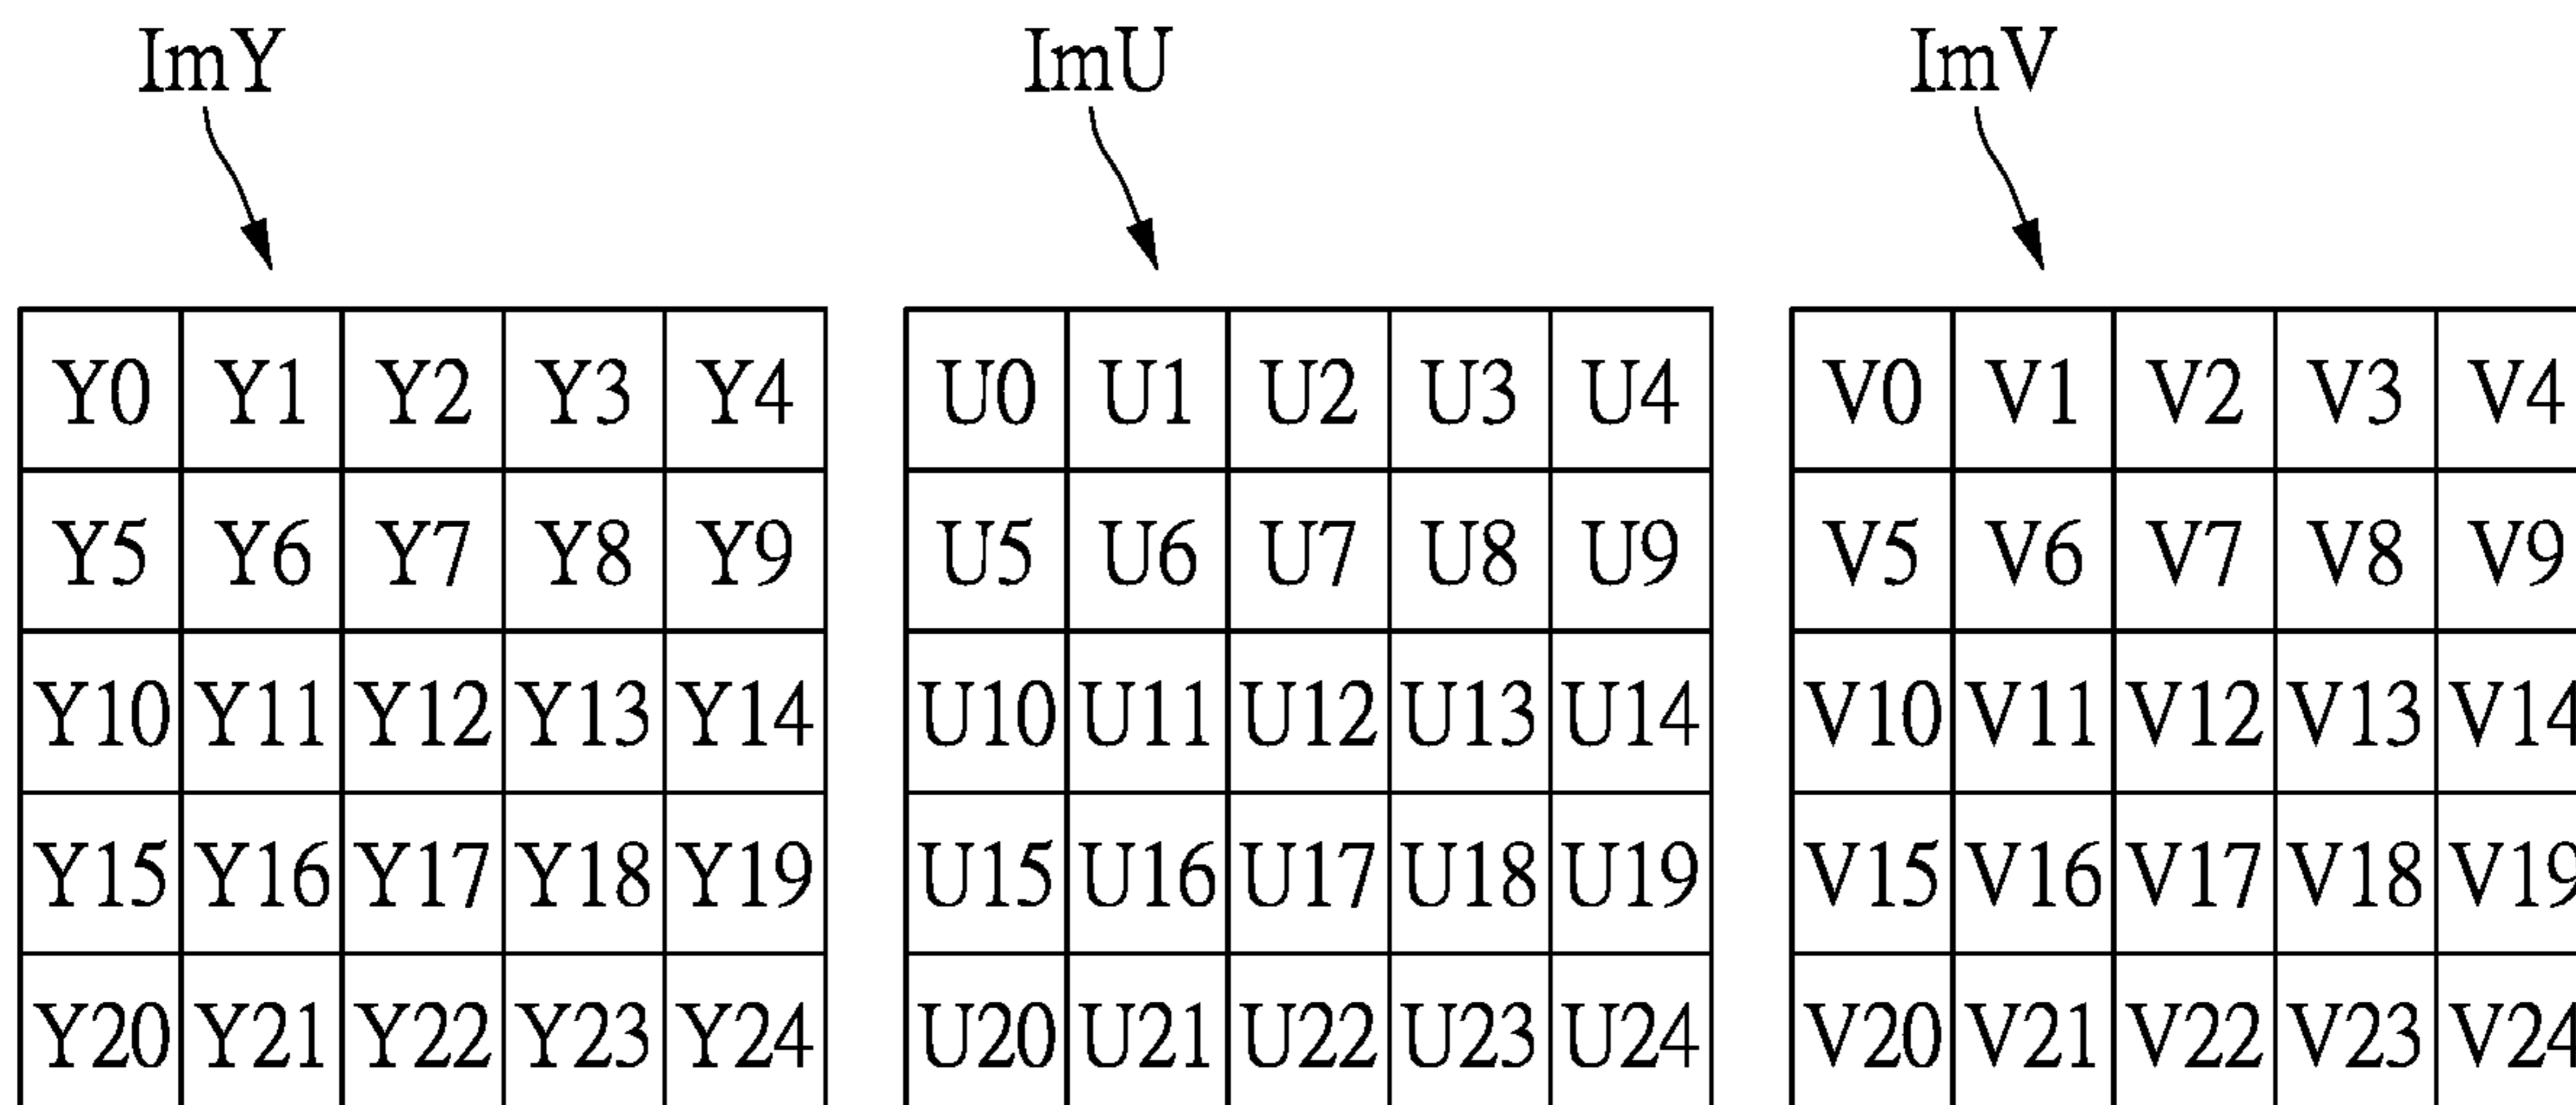 ImY ImU ImV
Y0 Y1 Y2 Y3 Y4 U0 U1 U2 U3 U4 V0 V1 V2 V3 V4
Y5 Y6 Y7 Y8 Y9 U5 U6 U7 U8 U9 V5 V6 V7 V8 V9
Y10 Y11 Y12 Y13 Y14 U10 U11 U12 U13 U14 V10 V11 V12 V13 V14
Y15 Y16 Y17 Y18 Y19 U15 U16 U17 U18 U19 V15 V16 V17 V18 V19
Y20 Y21 Y22 Y23 Y24 U20 U21 U22 U23 U24 V20 V21 V22 V23 V24